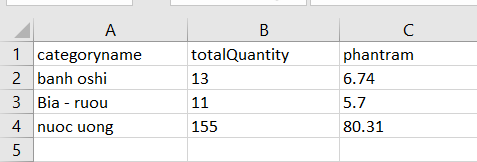 A B C
1 categoryname totalQuantity phantram
2 banh oshi 13 6.74
3 Bia - ruou 11 5.7
4 nuoc uong 155 80.31
5